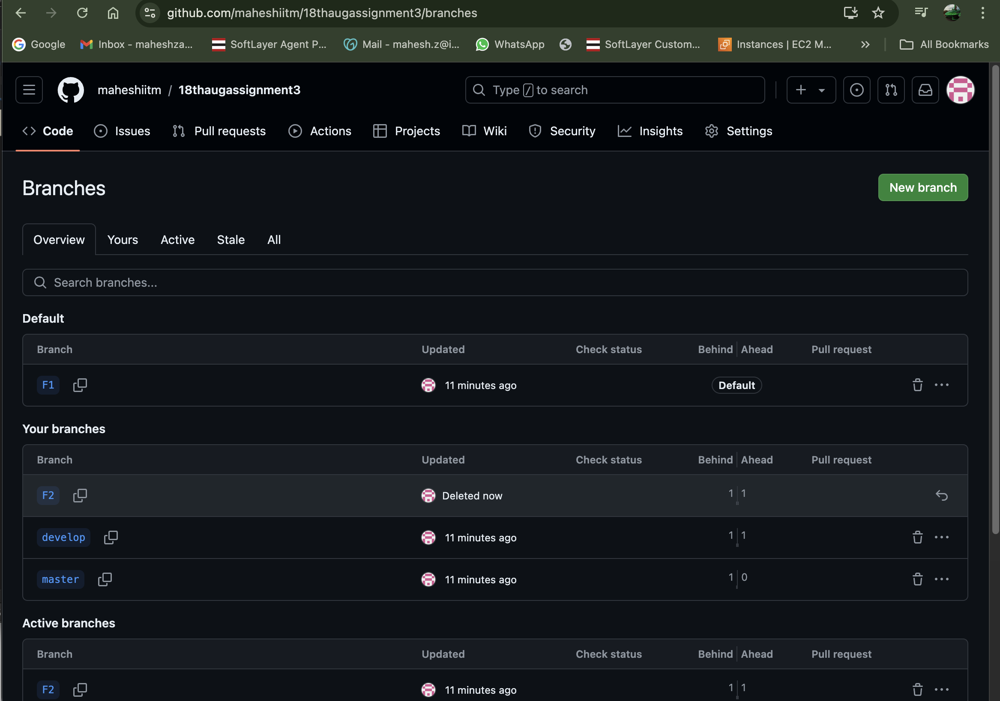 github.com/maheshiitm/18thaugassignment3/branches
Google Inbox - maheshza... SoftLayer Agent P... Mail - mahesh.z@i... WhatsApp SoftLayer Custom... Instances | EC2 M... All Bookmarks
maheshiitm / 18thaugassignment3 Type / to search
Code Issues Pull requests Actions Projects Wiki Security Insights Settings
Branches New branch
Overview Yours Active Stale All
Search branches...
Default
Branch Updated Check status Behind Ahead Pull request
F1 11 minutes ago Default
Your branches
Branch Updated Check status Behind Ahead Pull request
F2 Deleted now 1 1
develop 11 minutes ago 1 1
master 11 minutes ago 1 0
Active branches
Branch Updated Check status Behind Ahead Pull request
F2 11 minutes ago 1 1